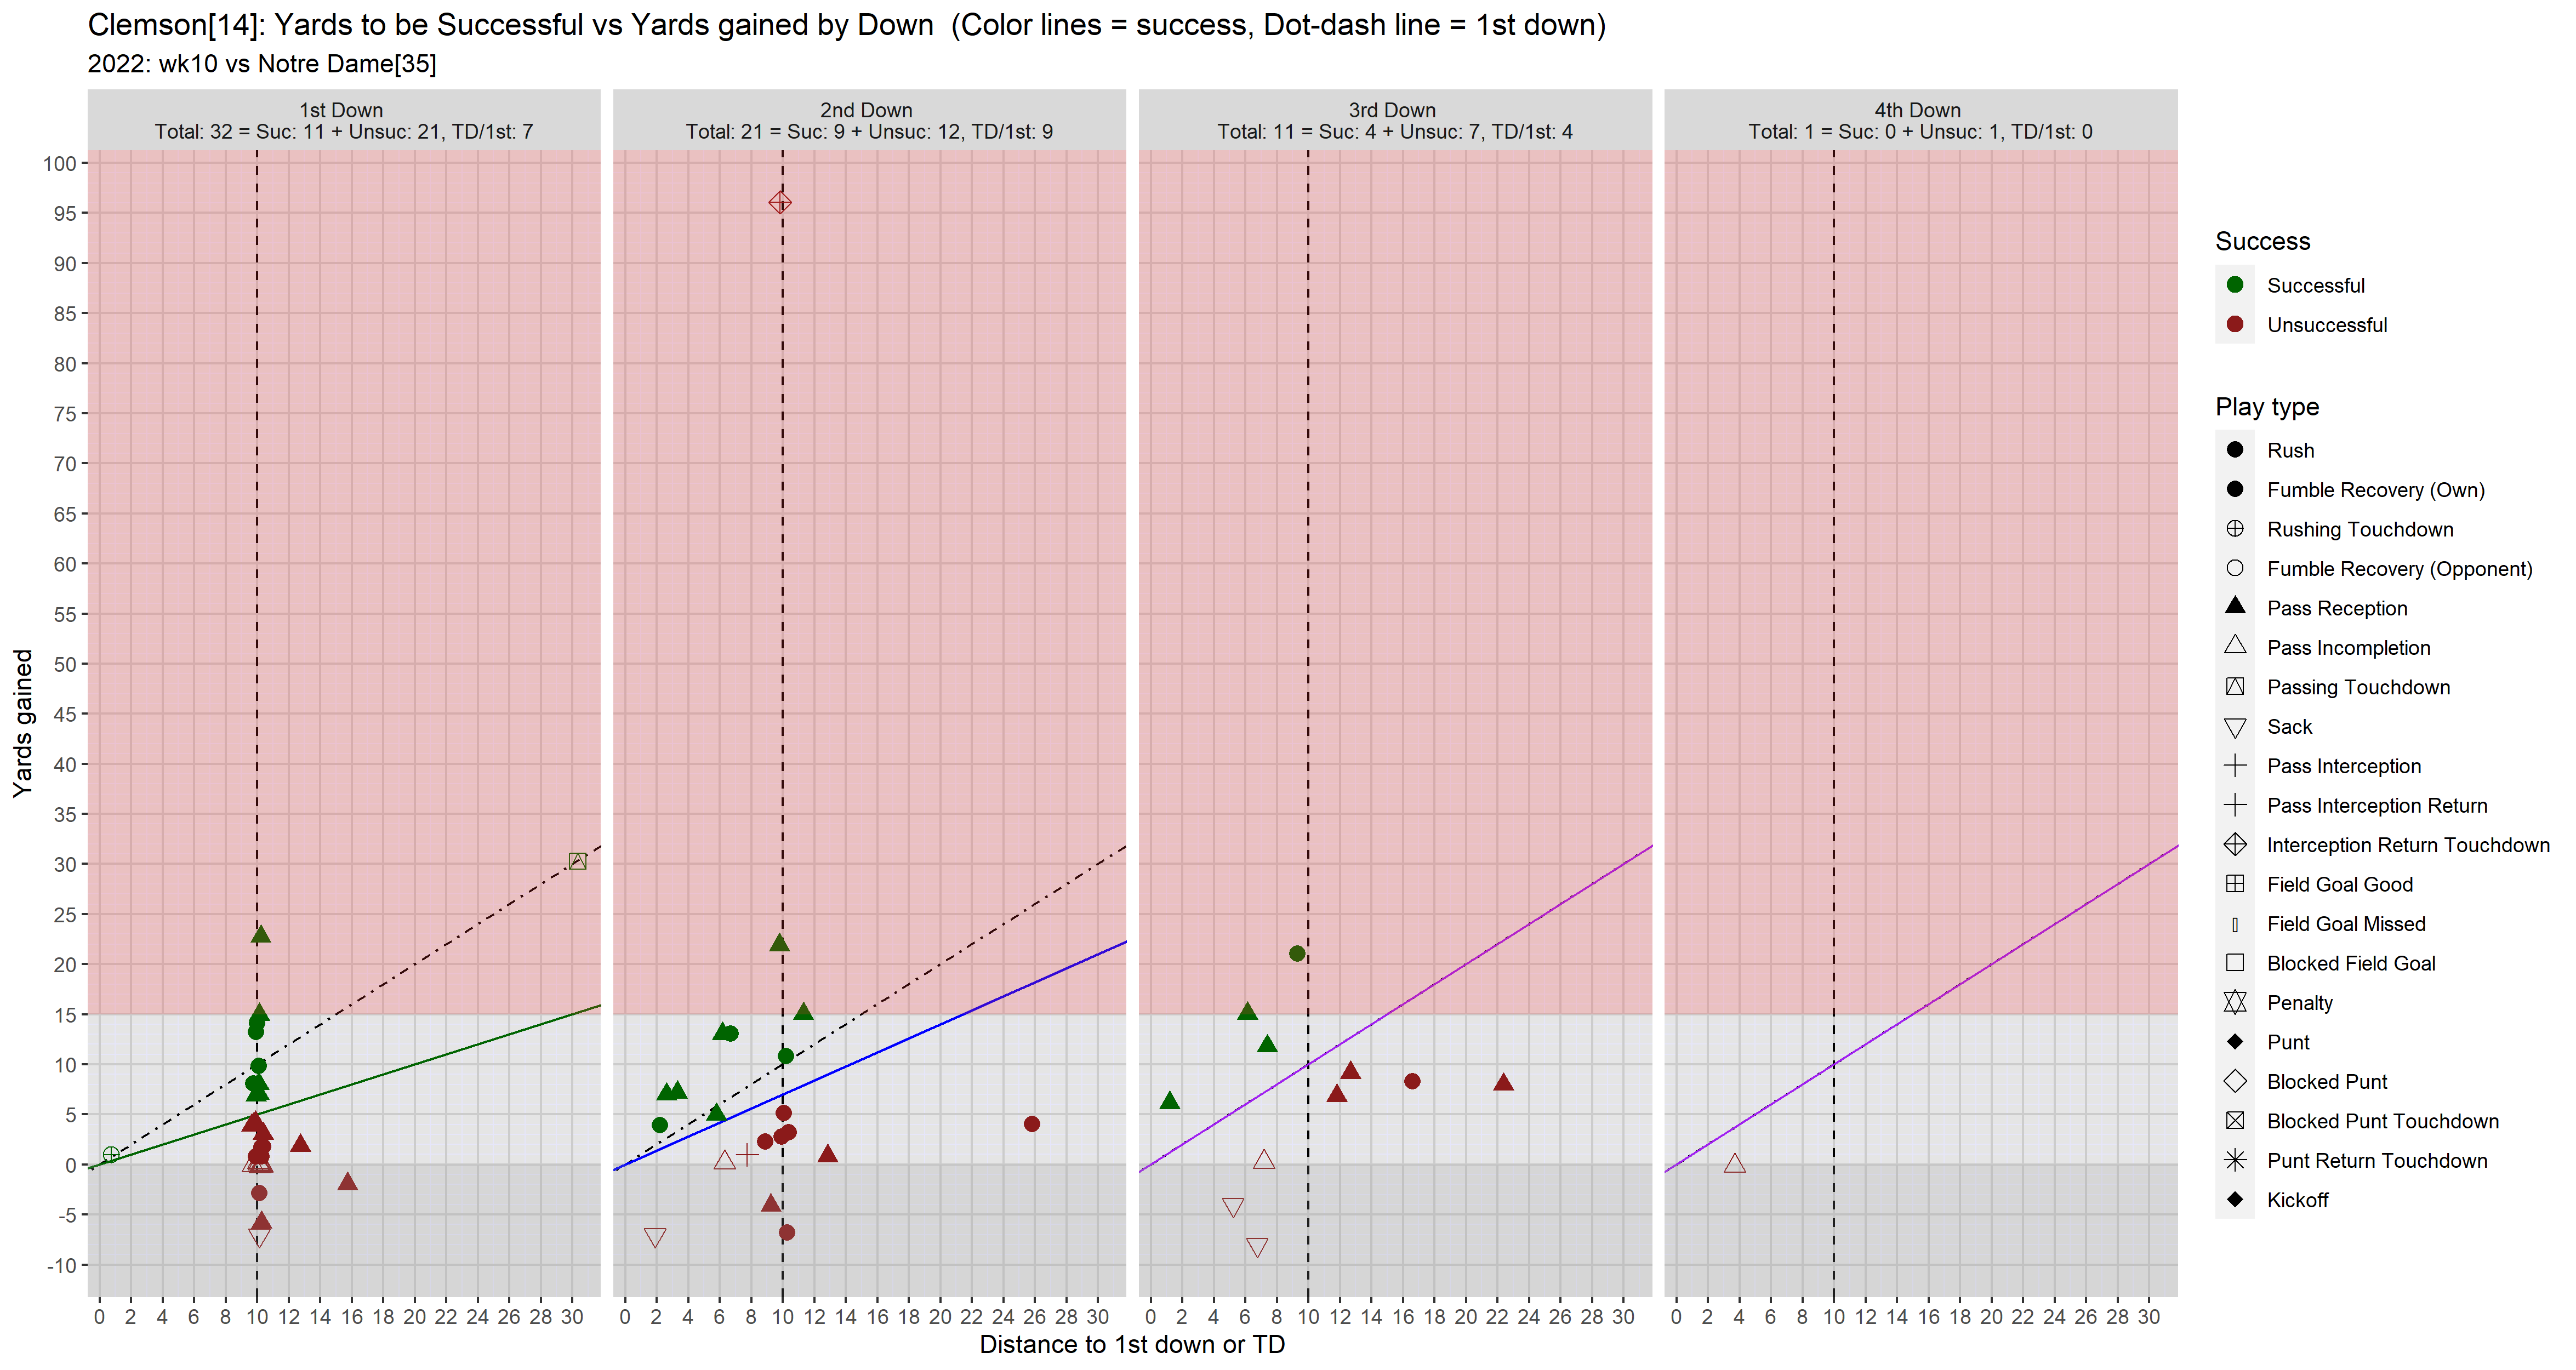 Clemson[14]: Yards to be Successful vs Yards gained by Down  (Color lines = success, Dot-dash line = 1st down)
2022: wk10 vs Notre Dame[35]
1st Down
Total: 32 = Suc: 11 + Unsuc: 21, TD/1st: 7
2nd Down
Total: 21 = Suc: 9 + Unsuc: 12, TD/1st: 9
3rd Down
Total: 11 = Suc: 4 + Unsuc: 7, TD/1st: 4
4th Down
Total: 1 = Suc: 0 + Unsuc: 1, TD/1st: 0
Yards gained
100
95
90
85
80
75
70
65
60
55
50
45
40
35
30
25
20
15
10
5
0
-5
-10
0 2 4 6 8 10 12 14 16 18 20 22 24 26 28 30
0 2 4 6 8 10 12 14 16 18 20 22 24 26 28 30
0 2 4 6 8 10 12 14 16 18 20 22 24 26 28 30
0 2 4 6 8 10 12 14 16 18 20 22 24 26 28 30
Distance to 1st down or TD
Success
Successful
Unsuccessful
Play type
Rush
Fumble Recovery (Own)
Rushing Touchdown
Fumble Recovery (Opponent)
Pass Reception
Pass Incompletion
Passing Touchdown
Sack
Pass Interception
Pass Interception Return
Interception Return Touchdown
Field Goal Good
Field Goal Missed
Blocked Field Goal
Penalty
Punt
Blocked Punt
Blocked Punt Touchdown
Punt Return Touchdown
Kickoff